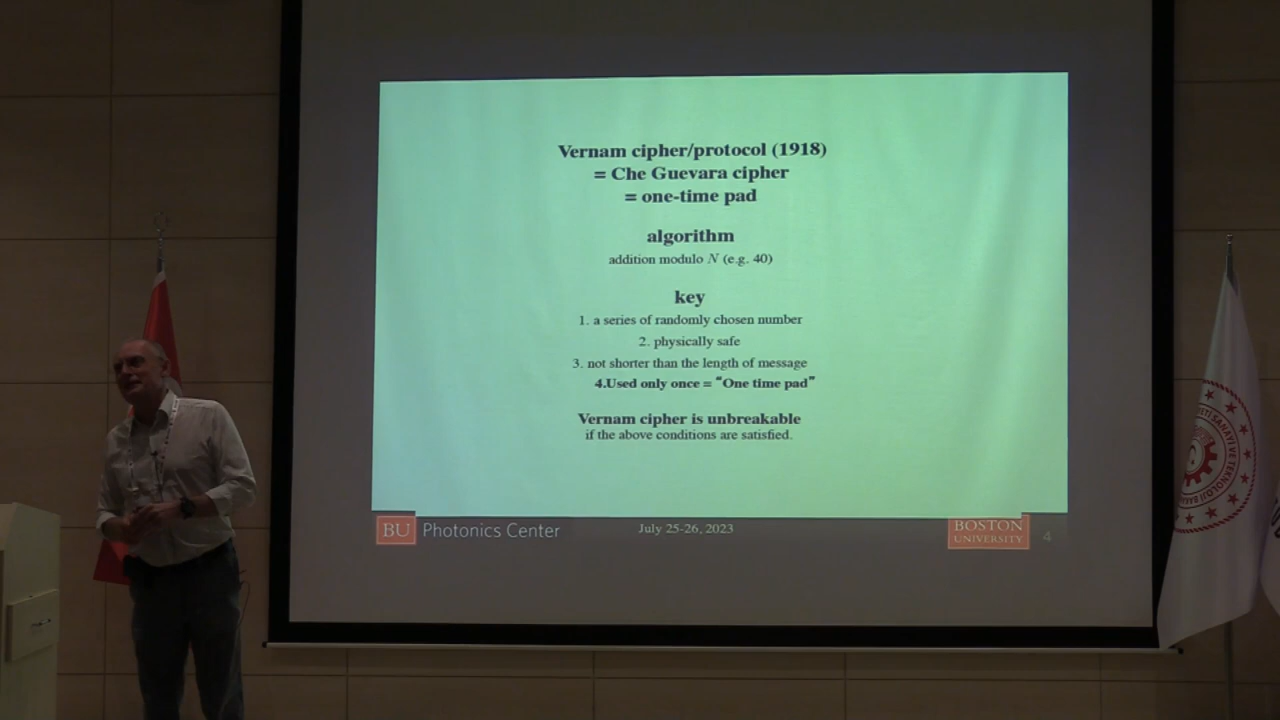 Vernam cipher/protocol (1918)
= Che Guevara cipher
= one-time pad
algorithm
addition modulo N (e.g. 40)
key
1. a series of randomly chosen number
2. physically safe
3. not shorter than the length of message
4.Used only once = “One time pad”
Vernam cipher is unbreakable
if the above conditions are satisfied.
BU Photonics Center
July 25-26, 2023
BOSTON
UNIVERSITY
4
SANAYİ VE TEKNOLOJİ